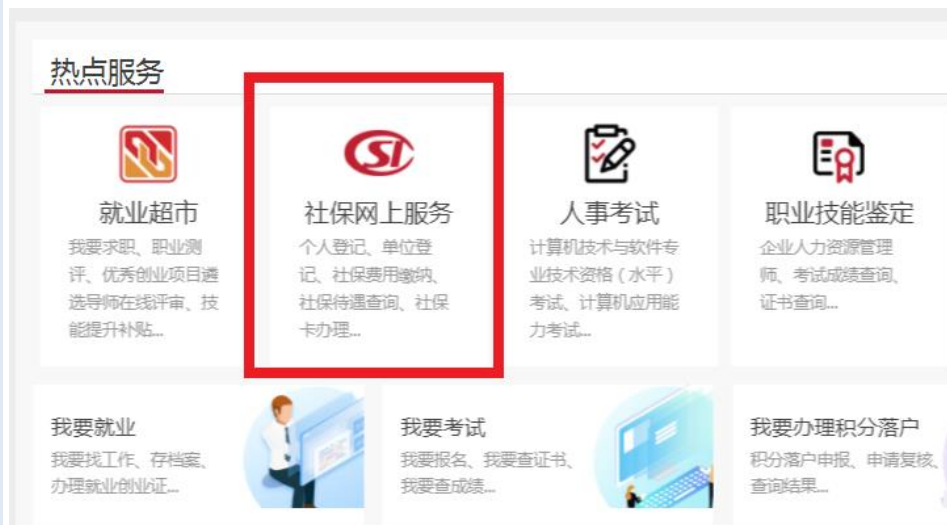 热点服务
就业超市
我要求职、职业测
评、优秀创业项目遴
选导师在线评审、技
能提升补贴...
CSI
社保网上服务
个人登记、单位登
记、社保费用缴纳、
社保待遇查询、社保
卡办理...
人事考试
计算机技术与软件专
业技术资格（水平）
考试、计算机应用能
力考试...
职业技能鉴定
企业人力资源管理
师、考试成绩查询、
证书查询...
我要就业
我要找工作、存档案、
办理就业创业证...
我要考试
我要报名、我要查证书、
我要查成绩...
我要办理积分落户
积分落户申报、申请复核、
查询结果...